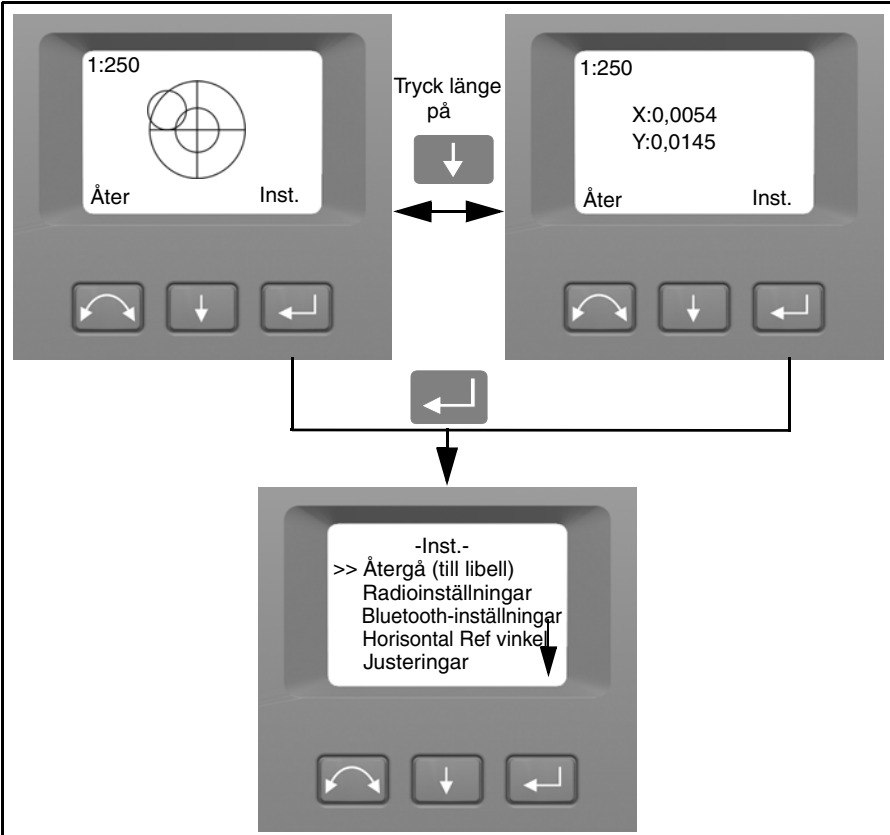 1:250
Åter
Inst.
Tryck länge
på
1:250
X:0,0054
Y:0,0145
Åter
Inst.
-Inst.-
>> Återgå (till libell)
Radioinställningar
Bluetooth-inställningar
Horisontal Ref vinkel
Justeringar